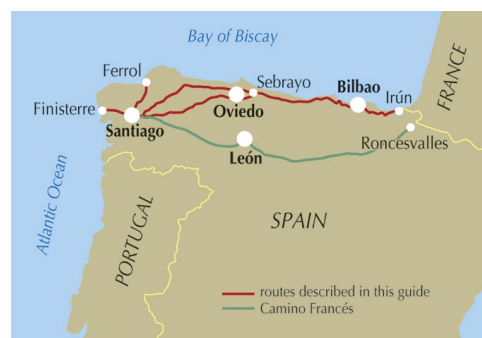 Bay of Biscay
Ferrol
Sebrayo
Bilbao
Irún
FRANCE
Finisterre
Oviedo
Santiago
León
Roncesvalles
Atlantic Ocean
PORTUGAL
SPAIN
routes described in this guide
Camino Francés